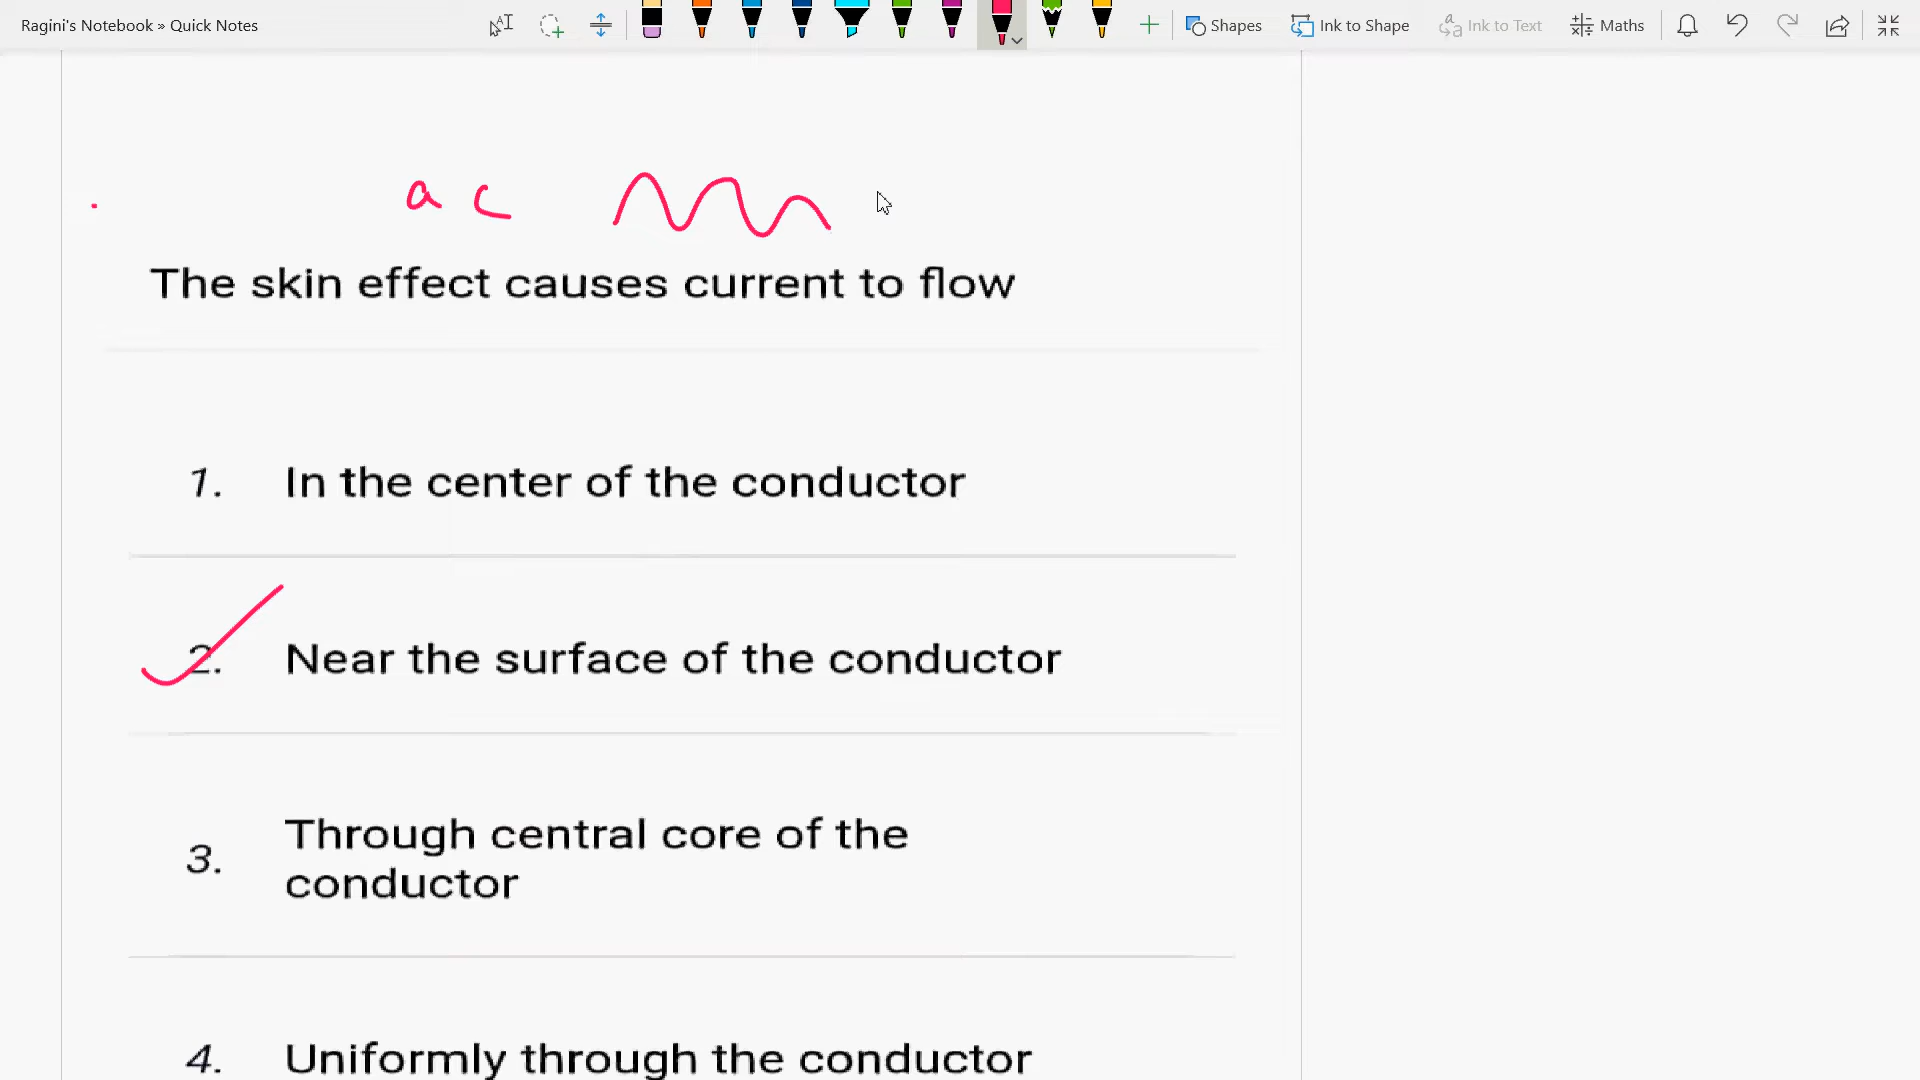 Ragini's Notebook » Quick Notes
Shapes
Ink to Shape
Ink to Text
Maths
a c
The skin effect causes current to flow
1. In the center of the conductor
2. Near the surface of the conductor
3. Through central core of the
conductor
4. Uniformly through the conductor